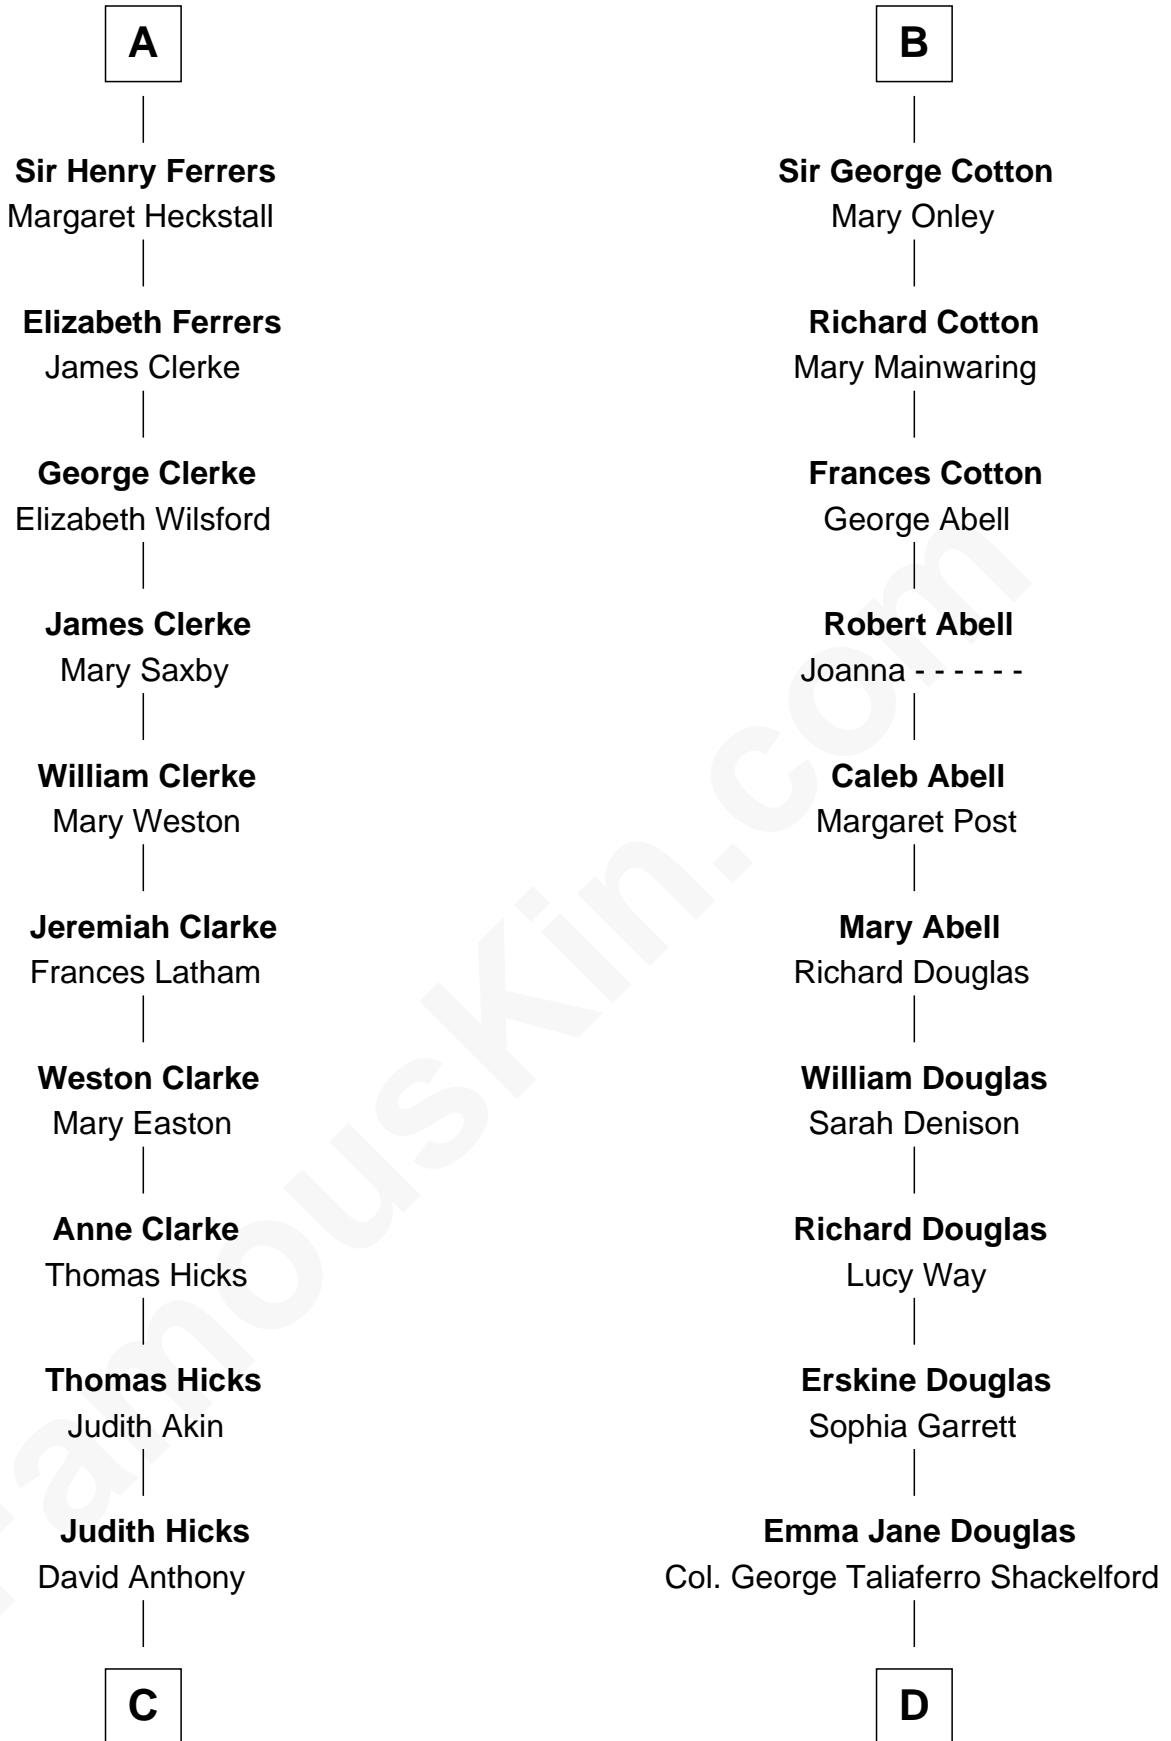 A
Sir Henry Ferrers
Margaret Heckstall
Elizabeth Ferrers
James Clerke
George Clerke
Elizabeth Wilsford
James Clerke
Mary Saxby
William Clerke
Mary Weston
Jeremiah Clarke
Frances Latham
Weston Clarke
Mary Easton
Anne Clarke
Thomas Hicks
Thomas Hicks
Judith Akin
Judith Hicks
David Anthony
C
B
Sir George Cotton
Mary Onley
Richard Cotton
Mary Mainwaring
Frances Cotton
George Abell
Robert Abell
Joanna - - - - - -
Caleb Abell
Margaret Post
Mary Abell
Richard Douglas
William Douglas
Sarah Denison
Richard Douglas
Lucy Way
Erskine Douglas
Sophia Garrett
Emma Jane Douglas
Col. George Taliaferro Shackelford
D
FamousKin.com